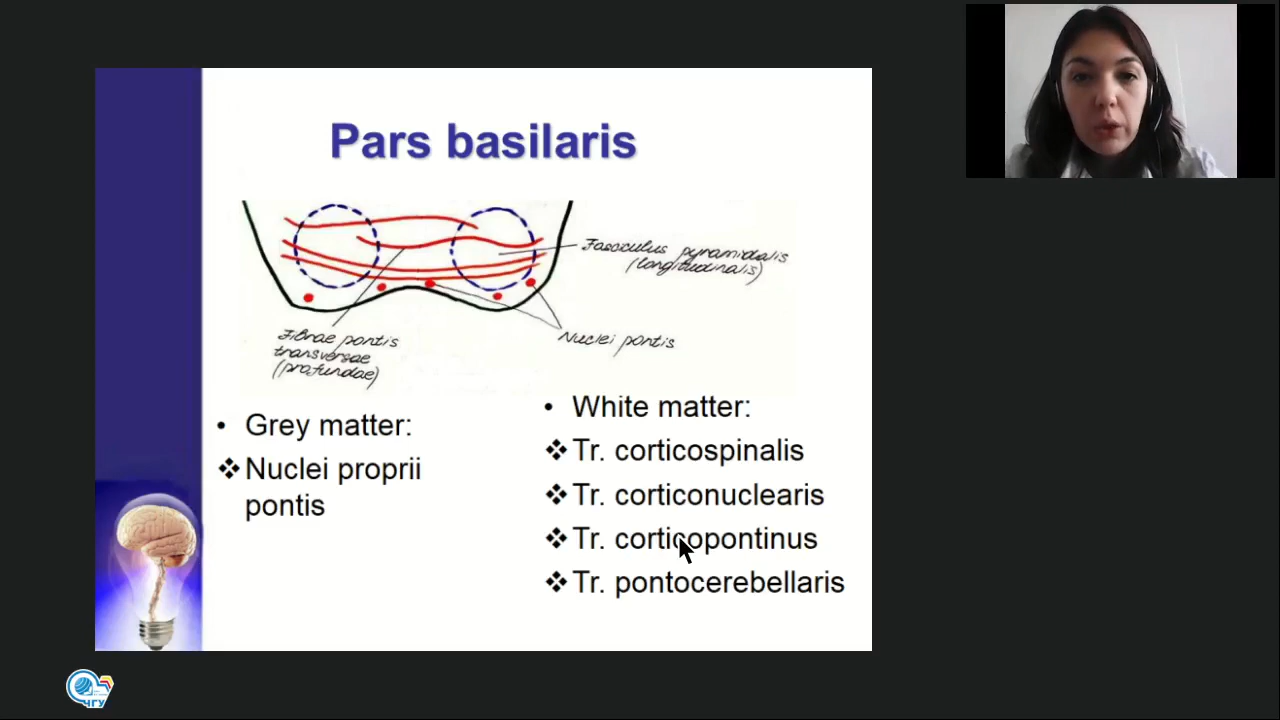 Pars basilaris
Fasciculus pyramidalis
(longitudinalis)
Fibrae pontis
transversae
(profundae)
Nuclei pontis
• Grey matter:
❖ Nuclei proprii
pontis
• White matter:
❖ Tr. corticospinalis
❖ Tr. corticonuclearis
❖ Tr. corticopontinus
❖ Tr. pontocerebellaris
ЧГУ